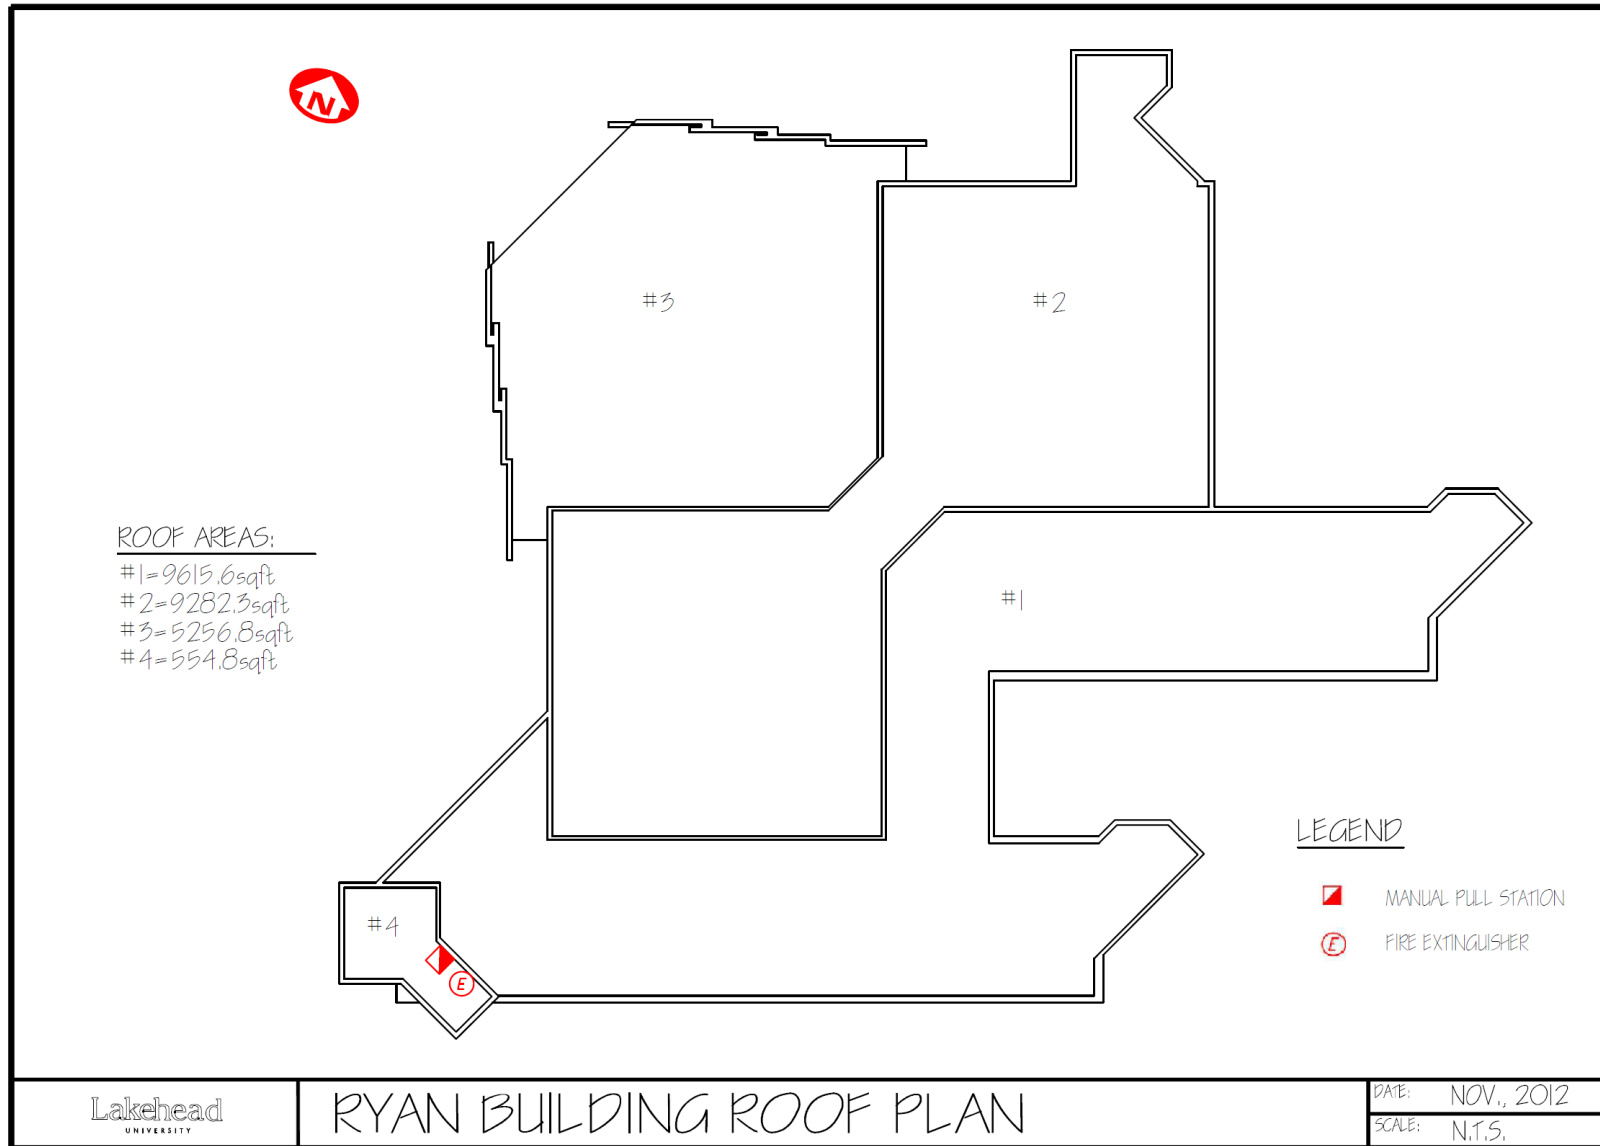 N
#3
#2
ROOF AREAS:
#1=9615.6sqft
#2=9282.3sqft
#3=5256.8sqft
#4=554.8sqft
#1
LEGEND
MANUAL PULL STATION
E FIRE EXTINGUISHER
#4
E
Lakehead
UNIVERSITY
RYAN BUILDING ROOF PLAN
DATE: NOV., 2012
SCALE: N.T.S.